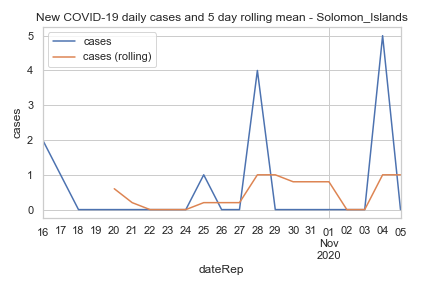 New COVID-19 daily cases and 5 day rolling mean - Solomon_Islands
cases
cases (rolling)
cases
5
4
3
2
1
0
16 17 18 19 20 21 22 23 24 25 26 27 28 29 30 31 01 02 03 04 05
Nov
2020
dateRep